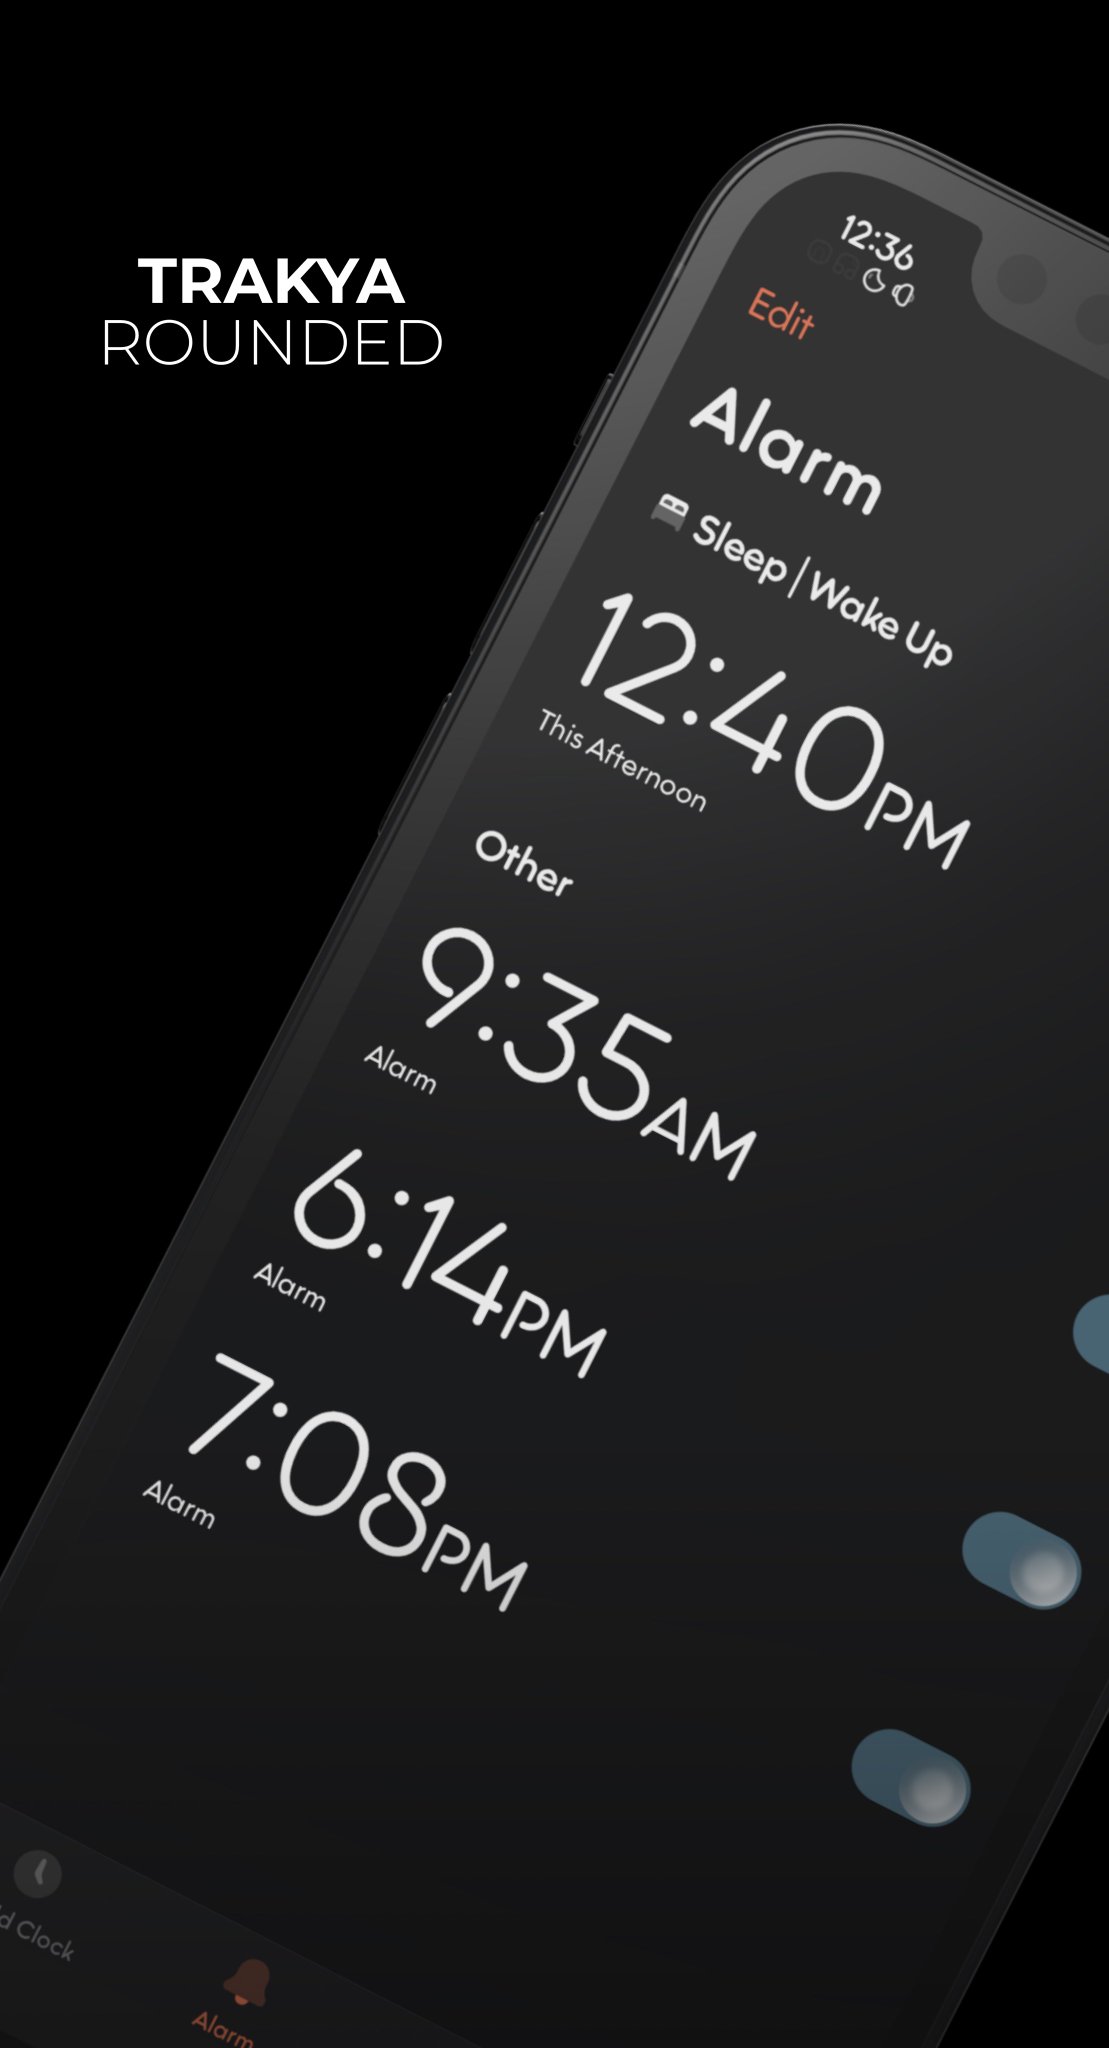 TRAKYA
ROUNDED
12:36
Edit
Alarm
Sleep | Wake Up
12:40PM
This Afternoon
Other
9:35AM
Alarm
6:14PM
Alarm
7:08PM
Alarm
Clock
Alarm